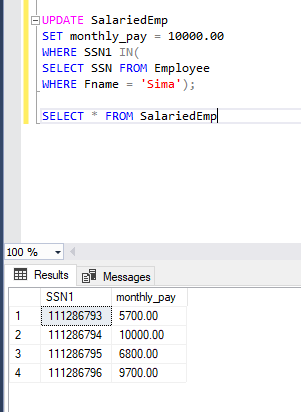 UPDATE SalariedEmp
SET monthly_pay = 10000.00
WHERE SSN1 IN(
SELECT SSN FROM Employee
WHERE Fname = 'Sima');
SELECT * FROM SalariedEmp
100 %
Results Messages
SSN1 monthly_pay
1 111286793 5700.00
2 111286794 10000.00
3 111286795 6800.00
4 111286796 9700.00